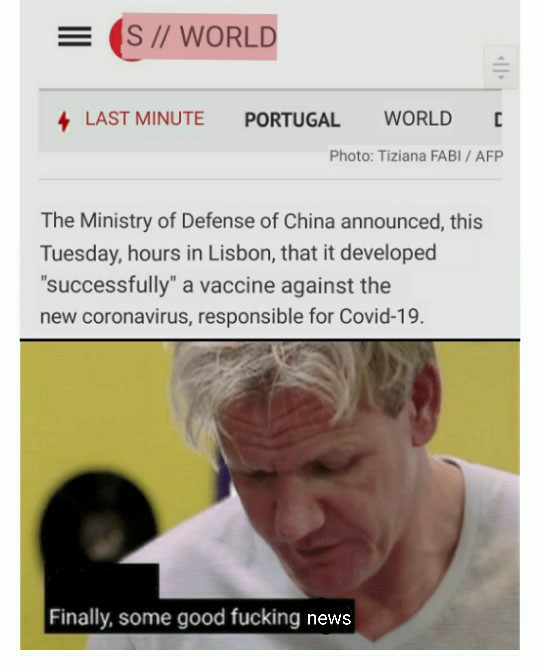 S // WORLD
LAST MINUTE PORTUGAL WORLD
Photo: Tiziana FABI / AFP
The Ministry of Defense of China announced, this
Tuesday, hours in Lisbon, that it developed
"successfully" a vaccine against the
new coronavirus, responsible for Covid-19.
Finally, some good fucking news